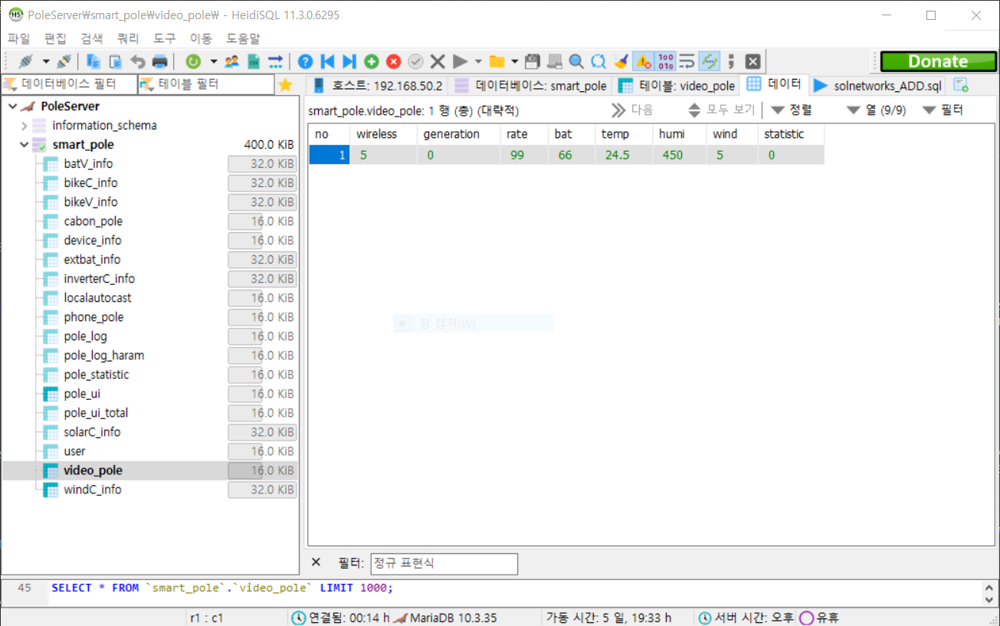 PoleServer₩smart_pole₩video_pole₩ - HeidiSQL 11.3.0.6295
파일 편집 검색 쿼리 도구 이동 도움말
Donate
데이터베이스 필터 테이블 필터
호스트: 192.168.50.2 데이터베이스: smart_pole 테이블: video_pole 데이터 solnetworks_ADD.sql
PoleServer
information_schema
smart_pole 400.0 KiB
batV_info 32.0 KiB
bikeC_info 32.0 KiB
bikeV_info 32.0 KiB
cabon_pole 16.0 KiB
device_info 16.0 KiB
extbat_info 32.0 KiB
inverterC_info 32.0 KiB
localautocast 16.0 KiB
phone_pole 16.0 KiB
pole_log 16.0 KiB
pole_log_haram 16.0 KiB
pole_statistic 16.0 KiB
pole_ui 16.0 KiB
pole_ui_total 16.0 KiB
solarC_info 32.0 KiB
user 16.0 KiB
video_pole 16.0 KiB
windC_info 32.0 KiB
smart_pole.video_pole: 1 행 (총) (대략적) 다음 모두 보기 정렬 열 (9/9) 필터
no wireless generation rate bat temp humi wind statistic
1 5 0 99 66 24.5 450 5 0
창 캡처(W)
필터: 정규 표현식
45 SELECT * FROM `smart_pole`.`video_pole` LIMIT 1000;
r1 : c1 연결됨: 00:14 h MariaDB 10.3.35 가동 시간: 5 일, 19:33 h 서버 시간: 오후 유휴